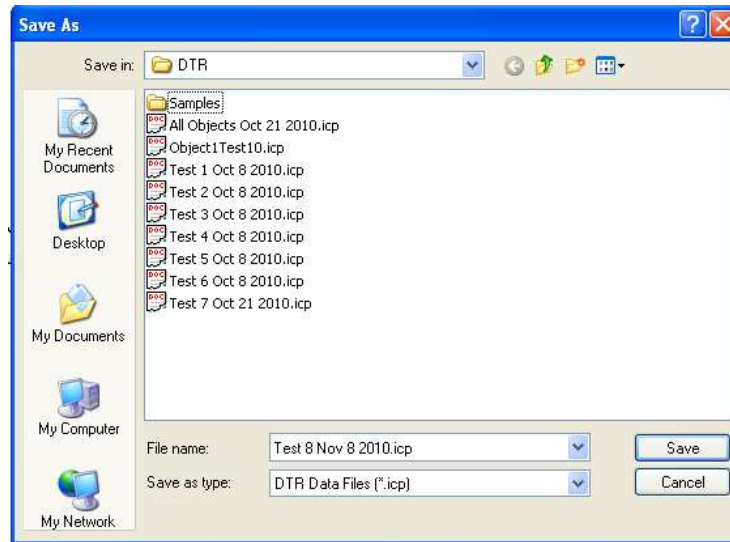 Save As
Save in: DTR
My Recent
Documents
Desktop
My Documents
My Computer
My Network
Samples
All Objects Oct 21 2010.icp
Object1Test10.icp
Test 1 Oct 8 2010.icp
Test 2 Oct 8 2010.icp
Test 3 Oct 8 2010.icp
Test 4 Oct 8 2010.icp
Test 5 Oct 8 2010.icp
Test 6 Oct 8 2010.icp
Test 7 Oct 21 2010.icp
File name: Test 8 Nov 8 2010.icp Save
Save as type: DTR Data Files (*.icp) Cancel